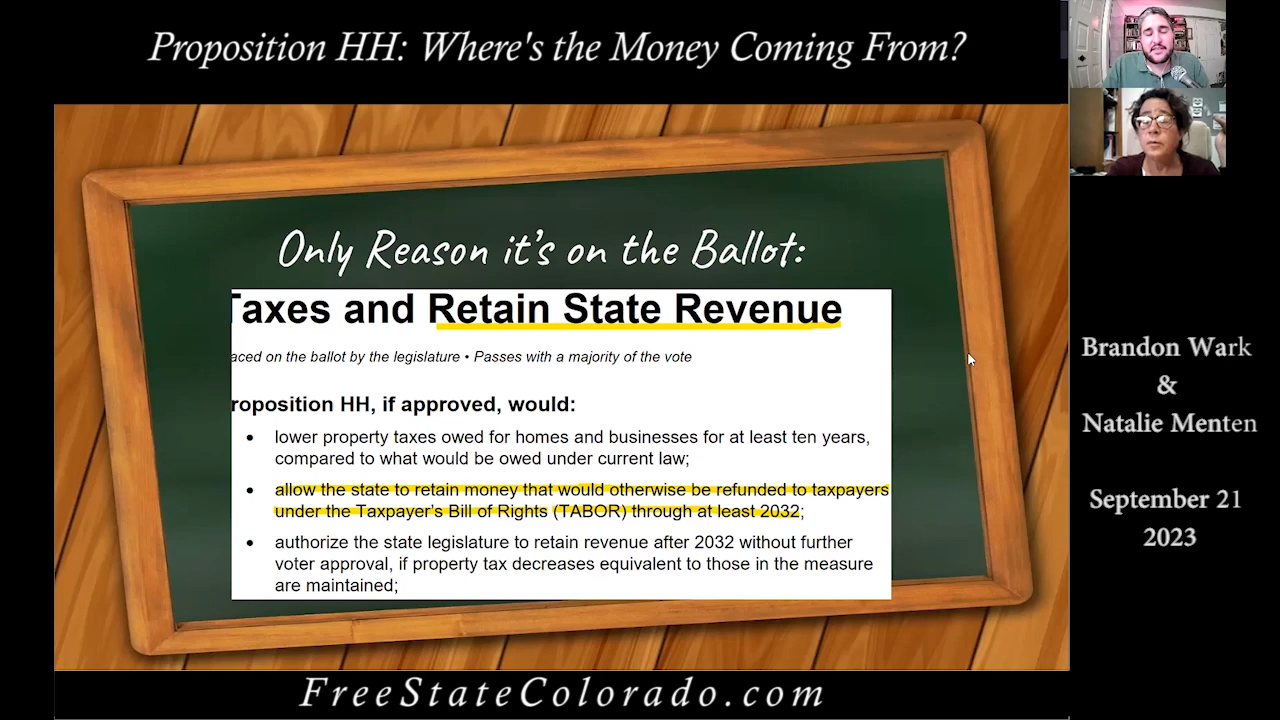 Proposition HH: Where's the Money Coming From?
Only Reason it's on the Ballot:
Taxes and Retain State Revenue
aced on the ballot by the legislature • Passes with a majority of the vote
roposition HH, if approved, would:
• lower property taxes owed for homes and businesses for at least ten years,
compared to what would be owed under current law;
• allow the state to retain money that would otherwise be refunded to taxpayers
under the Taxpayer's Bill of Rights (TABOR) through at least 2032;
• authorize the state legislature to retain revenue after 2032 without further
voter approval, if property tax decreases equivalent to those in the measure
are maintained;
Brandon Wark
&
Natalie Menten
September 21
2023
FreeStateColorado.com